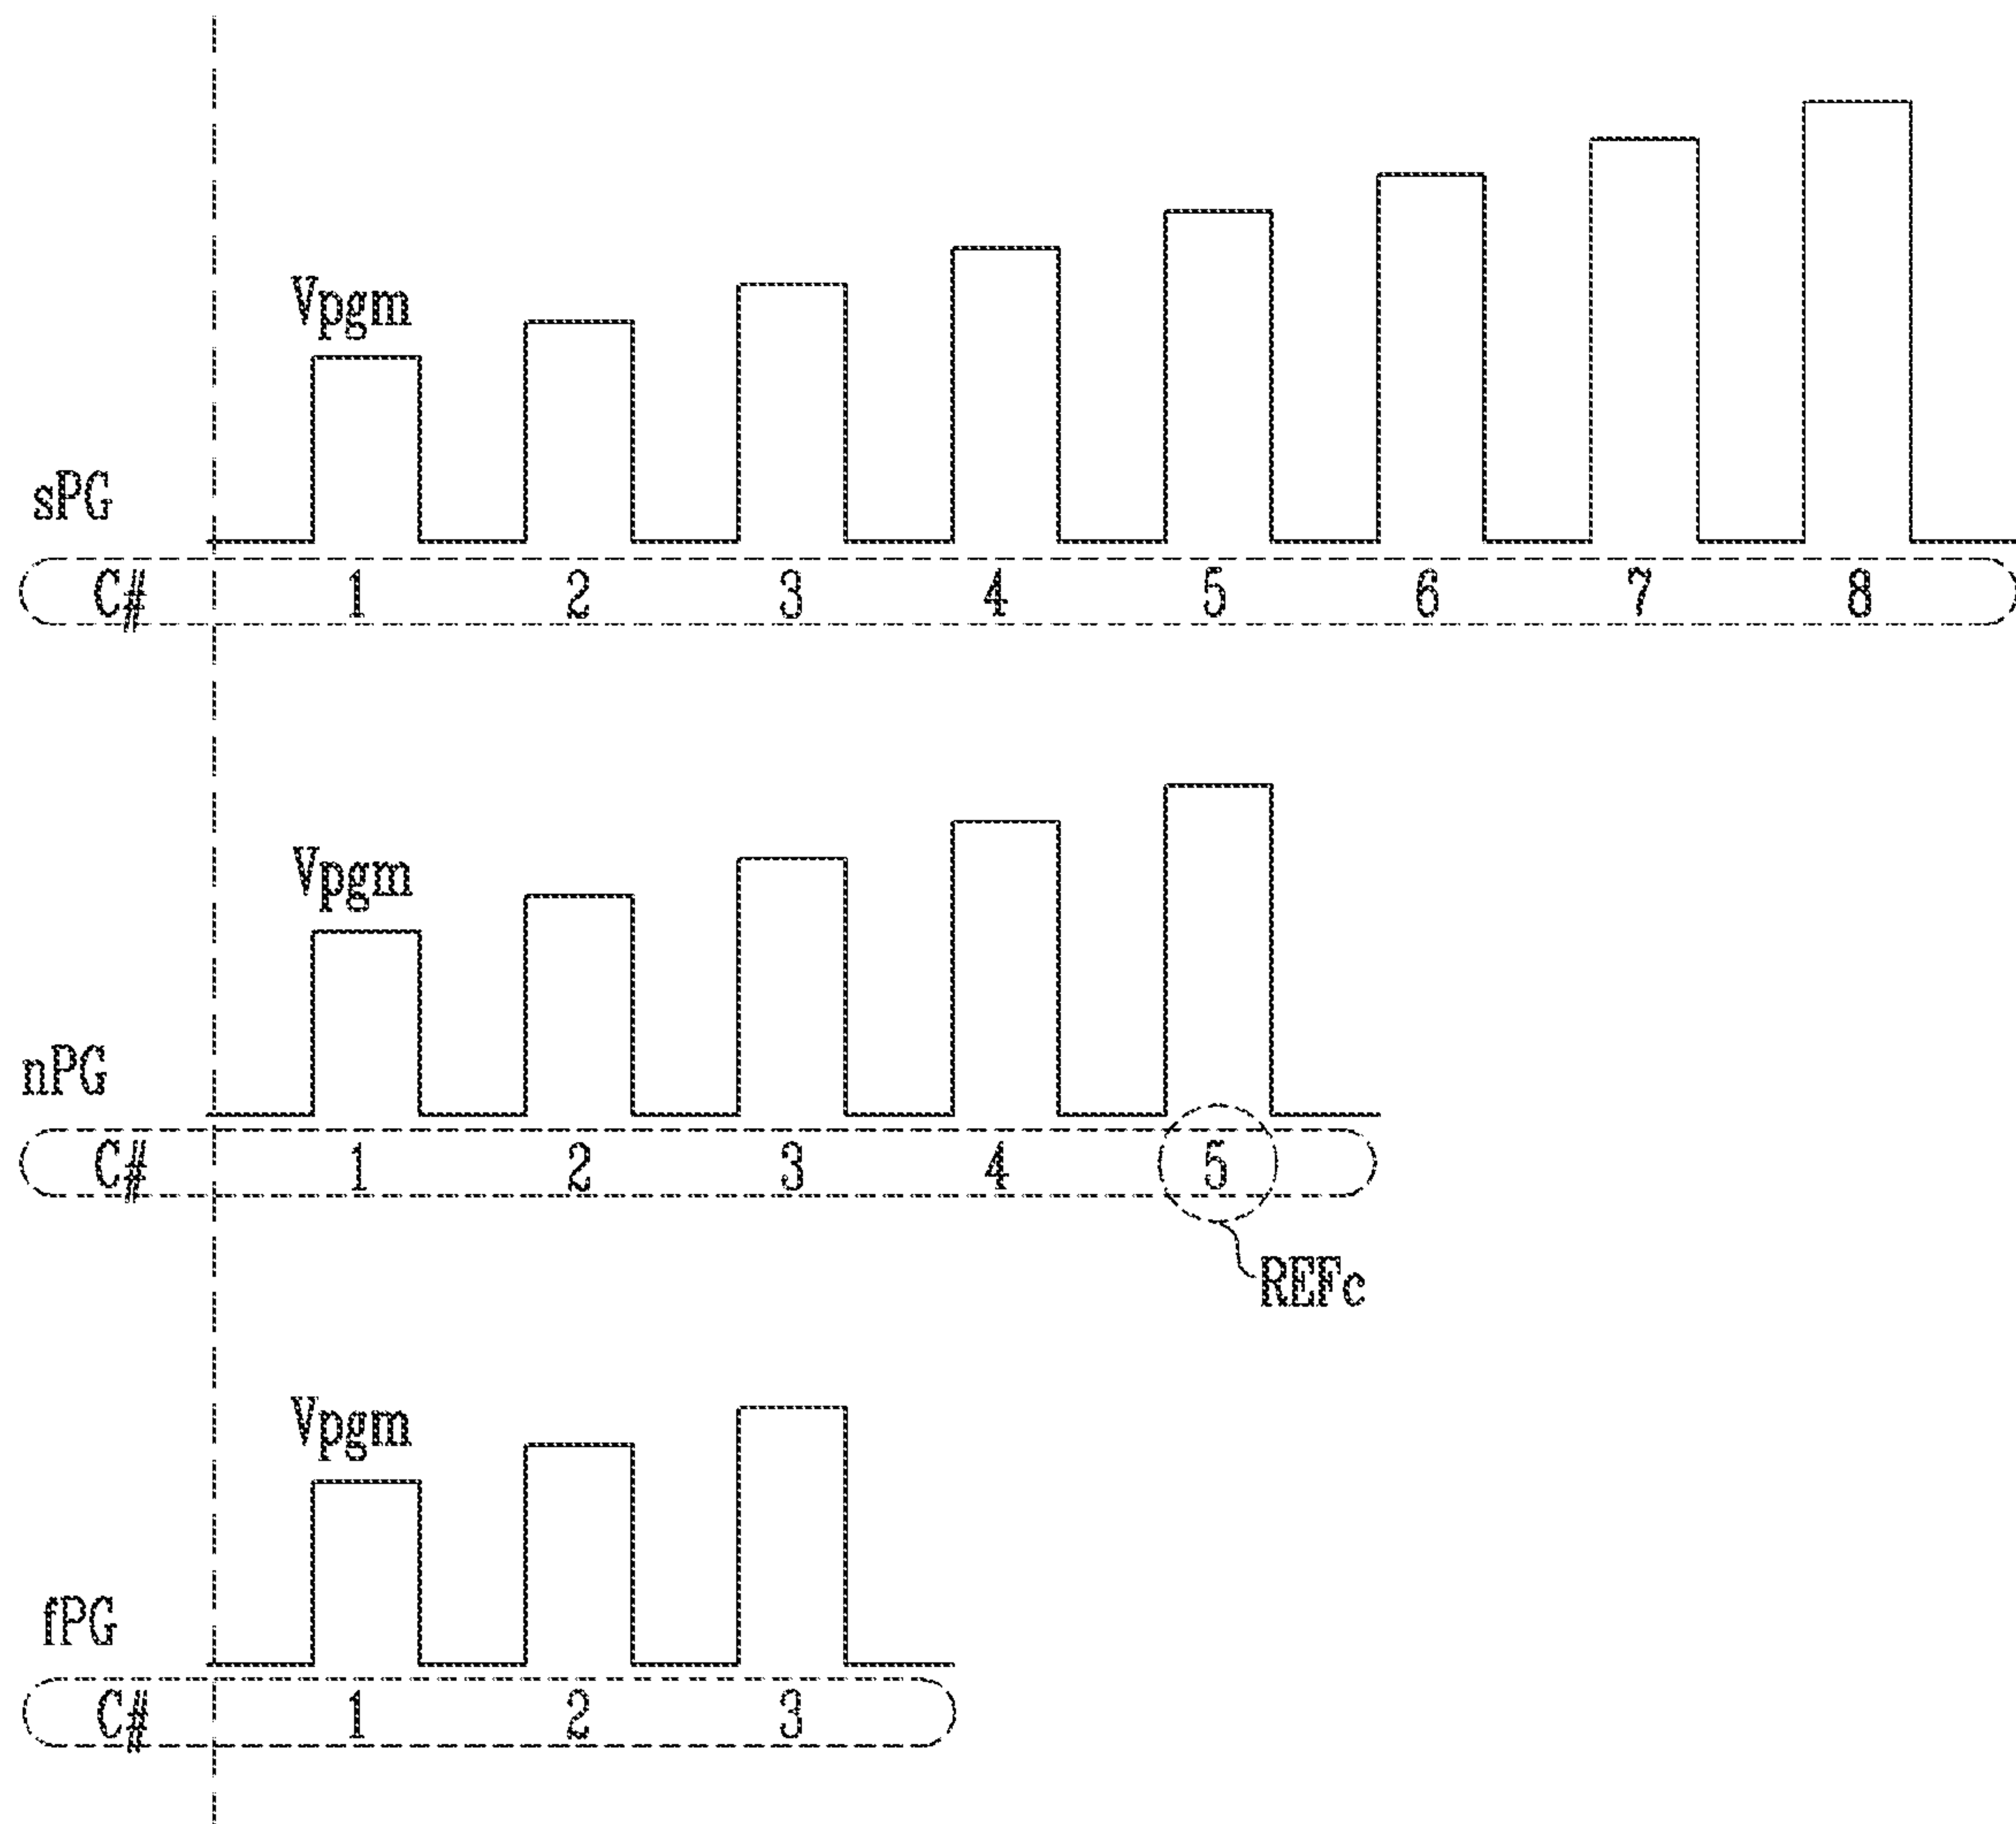 Vpgm
sPG
C# 1 2 3 4 5 6 7 8
Vpgm
nPG
C# 1 2 3 4 5
REFc
Vpgm
fPG
C# 1 2 3